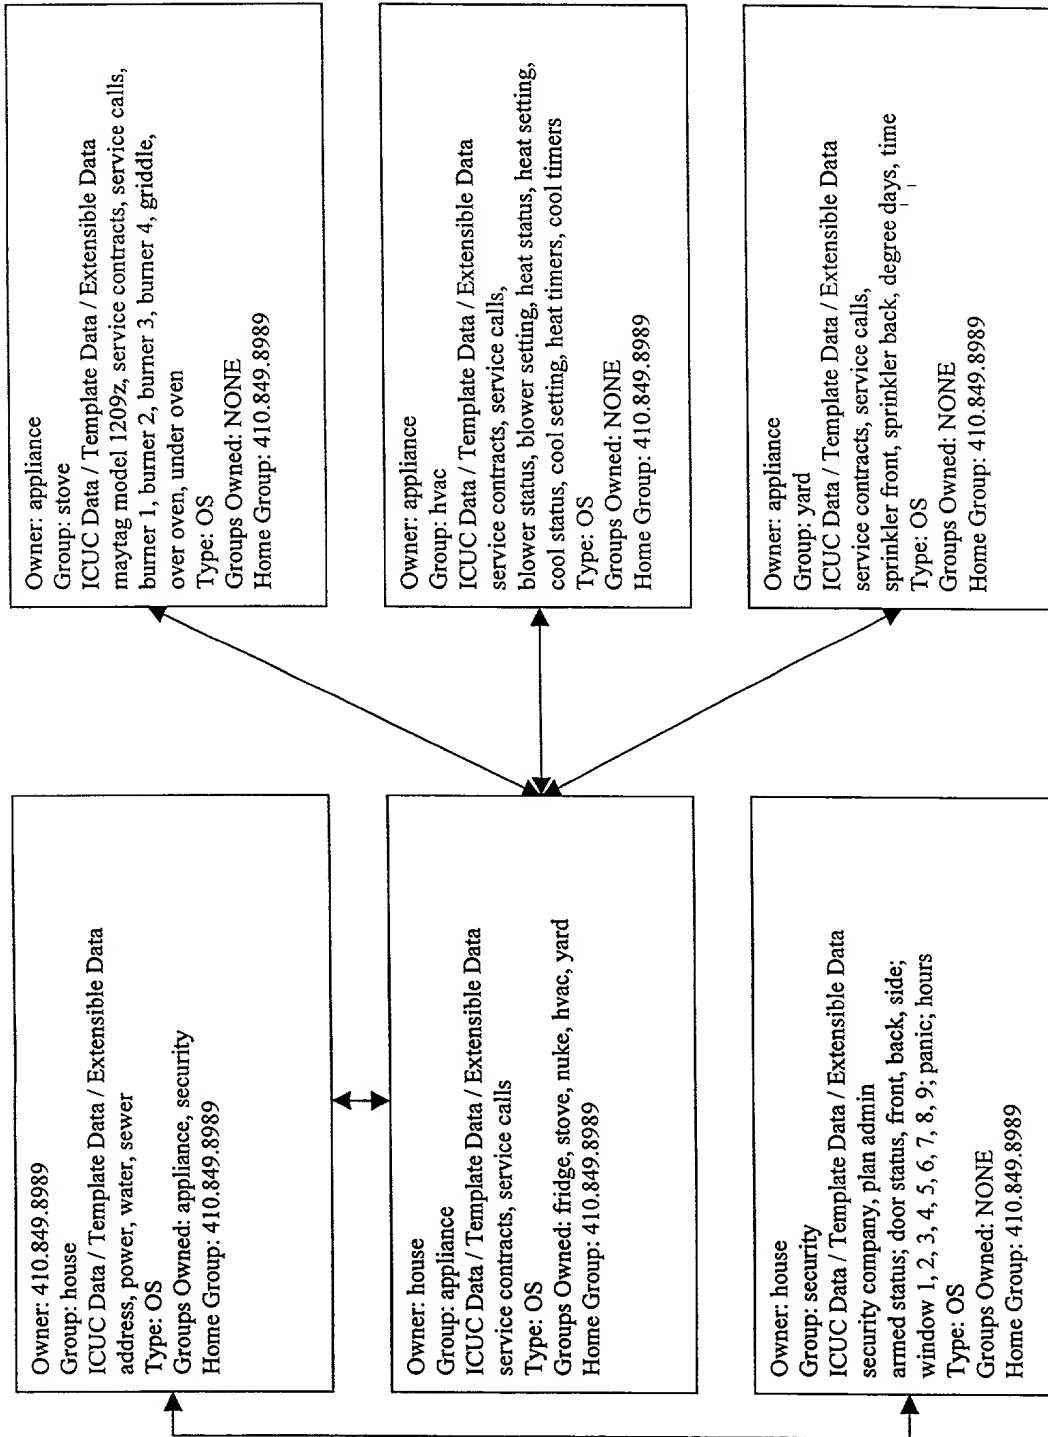 Owner: 410.849.8989
Group: house
ICUC Data / Template Data / Extensible Data
address, power, water, sewer
Type: OS
Groups Owned: appliance, security
Home Group: 410.849.8989
Owner: house
Group: appliance
ICUC Data / Template Data / Extensible Data
service contracts, service calls
Type: OS
Groups Owned: fridge, stove, nuke, hvac, yard
Home Group: 410.849.8989
Owner: house
Group: security
ICUC Data / Template Data / Extensible Data
security company, plan admin
armed status; door status, front, back, side;
window 1, 2, 3, 4, 5, 6, 7, 8, 9; panic; hours
Type: OS
Groups Owned: NONE
Home Group: 410.849.8989
Owner: appliance
Group: stove
ICUC Data / Template Data / Extensible Data
maytag model 1209z, service contracts, service calls,
burner 1, burner 2, burner 3, burner 4, griddle,
over oven, under oven
Type: OS
Groups Owned: NONE
Home Group: 410.849.8989
Owner: appliance
Group: hvac
ICUC Data / Template Data / Extensible Data
service contracts, service calls,
blower status, blower setting, heat status, heat setting,
cool status, cool setting, heat timers, cool timers
Type: OS
Groups Owned: NONE
Home Group: 410.849.8989
Owner: appliance
Group: yard
ICUC Data / Template Data / Extensible Data
service contracts, service calls,
sprinkler front, sprinkler back, degree days, time
Type: OS
Groups Owned: NONE
Home Group: 410.849.8989